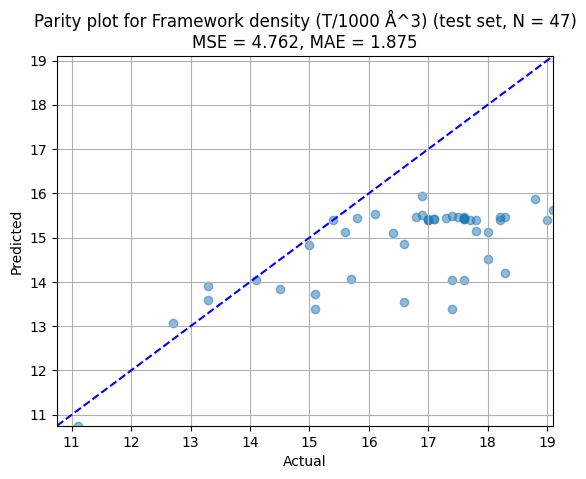 Parity plot for Framework density (T/1000 Å^3) (test set, N = 47)
MSE = 4.762, MAE = 1.875
19
18
17
16
15
14
13
12
11
Predicted
11 12 13 14 15 16 17 18 19
Actual